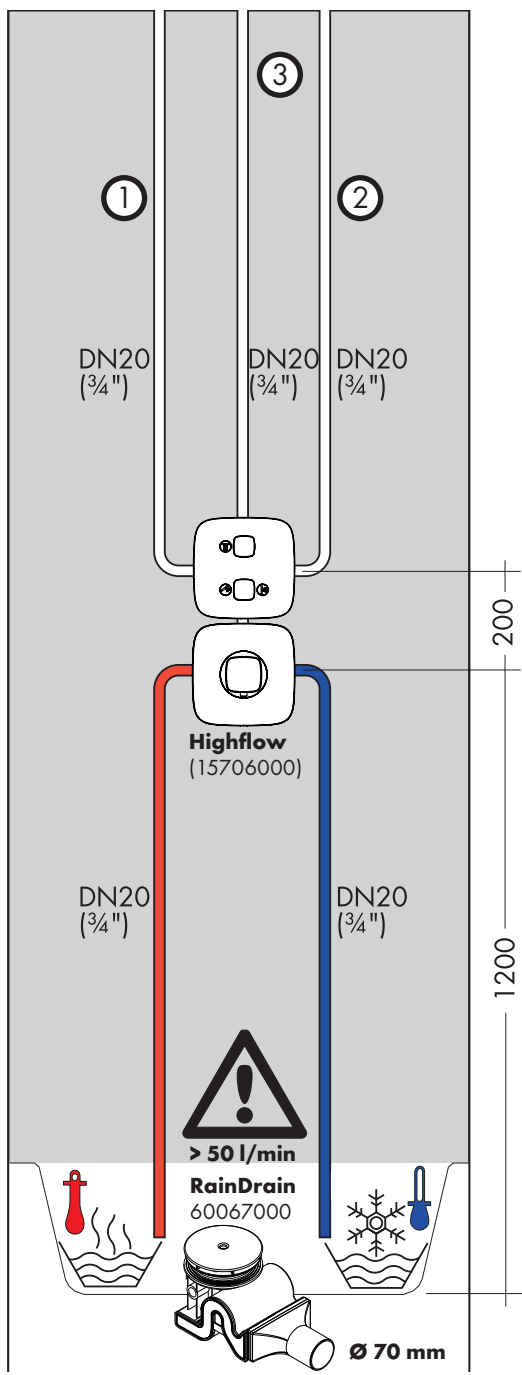 3
1
2
DN20
(¾")
DN20
(¾")
DN20
(¾")
200
Highflow
(15706000)
DN20
(¾")
DN20
(¾")
1200
> 50 l/min
RainDrain
60067000
Ø 70 mm